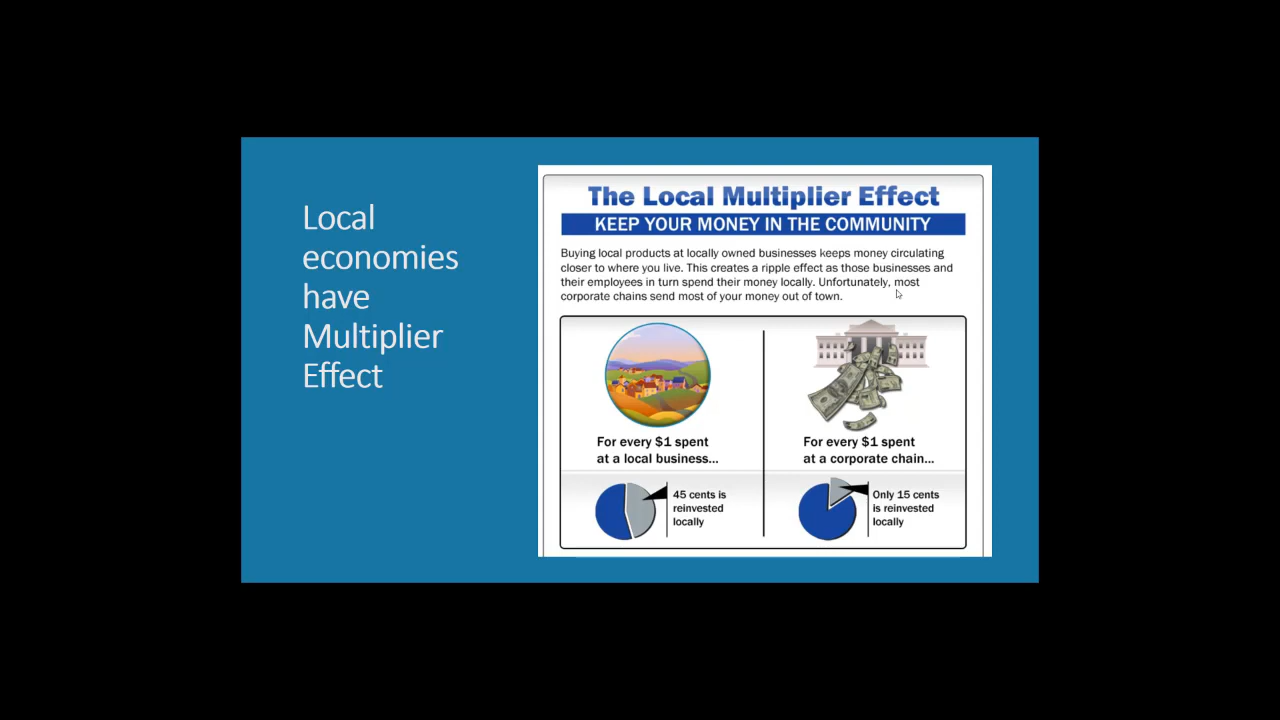 Local
economies
have
Multiplier
Effect
The Local Multiplier Effect
KEEP YOUR MONEY IN THE COMMUNITY
Buying local products at locally owned businesses keeps money circulating
closer to where you live. This creates a ripple effect as those businesses and
their employees in turn spend their money locally. Unfortunately, most
corporate chains send most of your money out of town.
For every $1 spent
at a local business...
45 cents is
reinvested
locally
For every $1 spent
at a corporate chain...
Only 15 cents
is reinvested
locally